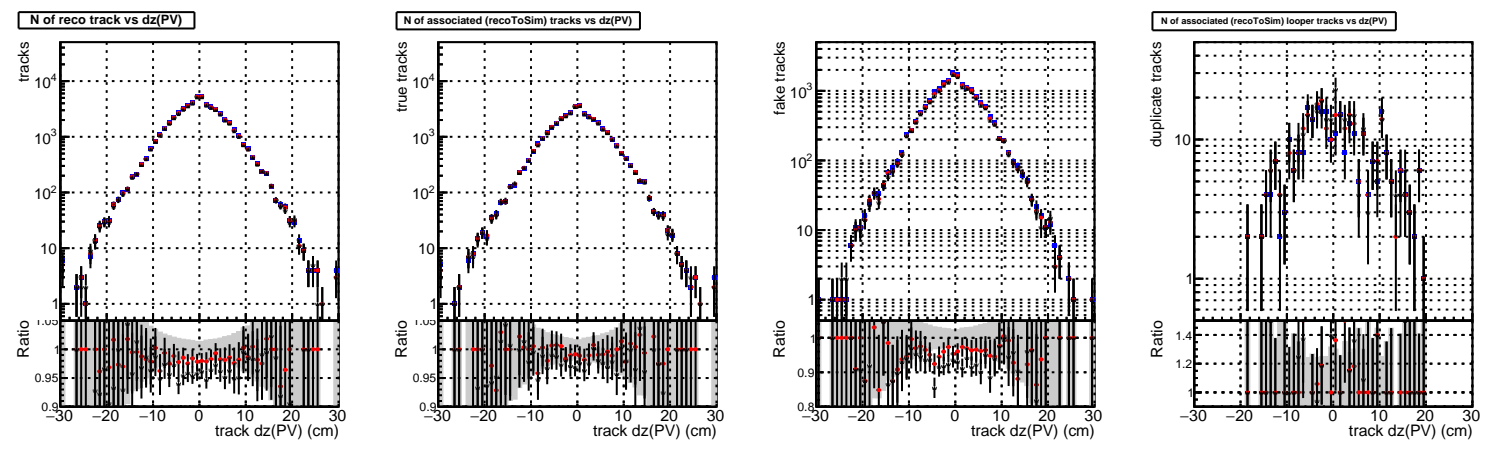 N of reco track vs dz(PV)
tracks
10⁴
10³
10²
10
1
Ratio
1.05
1
0.95
0.9
−30 −20 −10 0 10 20 30
track dz(PV) (cm)
N of associated (recoToSim) tracks vs dz(PV)
true tracks
10⁴
10³
10²
10
1
Ratio
1.05
1
0.95
0.9
−30 −20 −10 0 10 20 30
track dz(PV) (cm)
fake tracks
10³
10²
10
1
Ratio
1
0.9
0.8
−30 −20 −10 0 10 20 30
track dz(PV) (cm)
N of associated (recoToSim) looper tracks vs dz(PV)
duplicate tracks
10
1
Ratio
1.4
1.2
1
−30 −20 −10 0 10 20 30
track dz(PV) (cm)